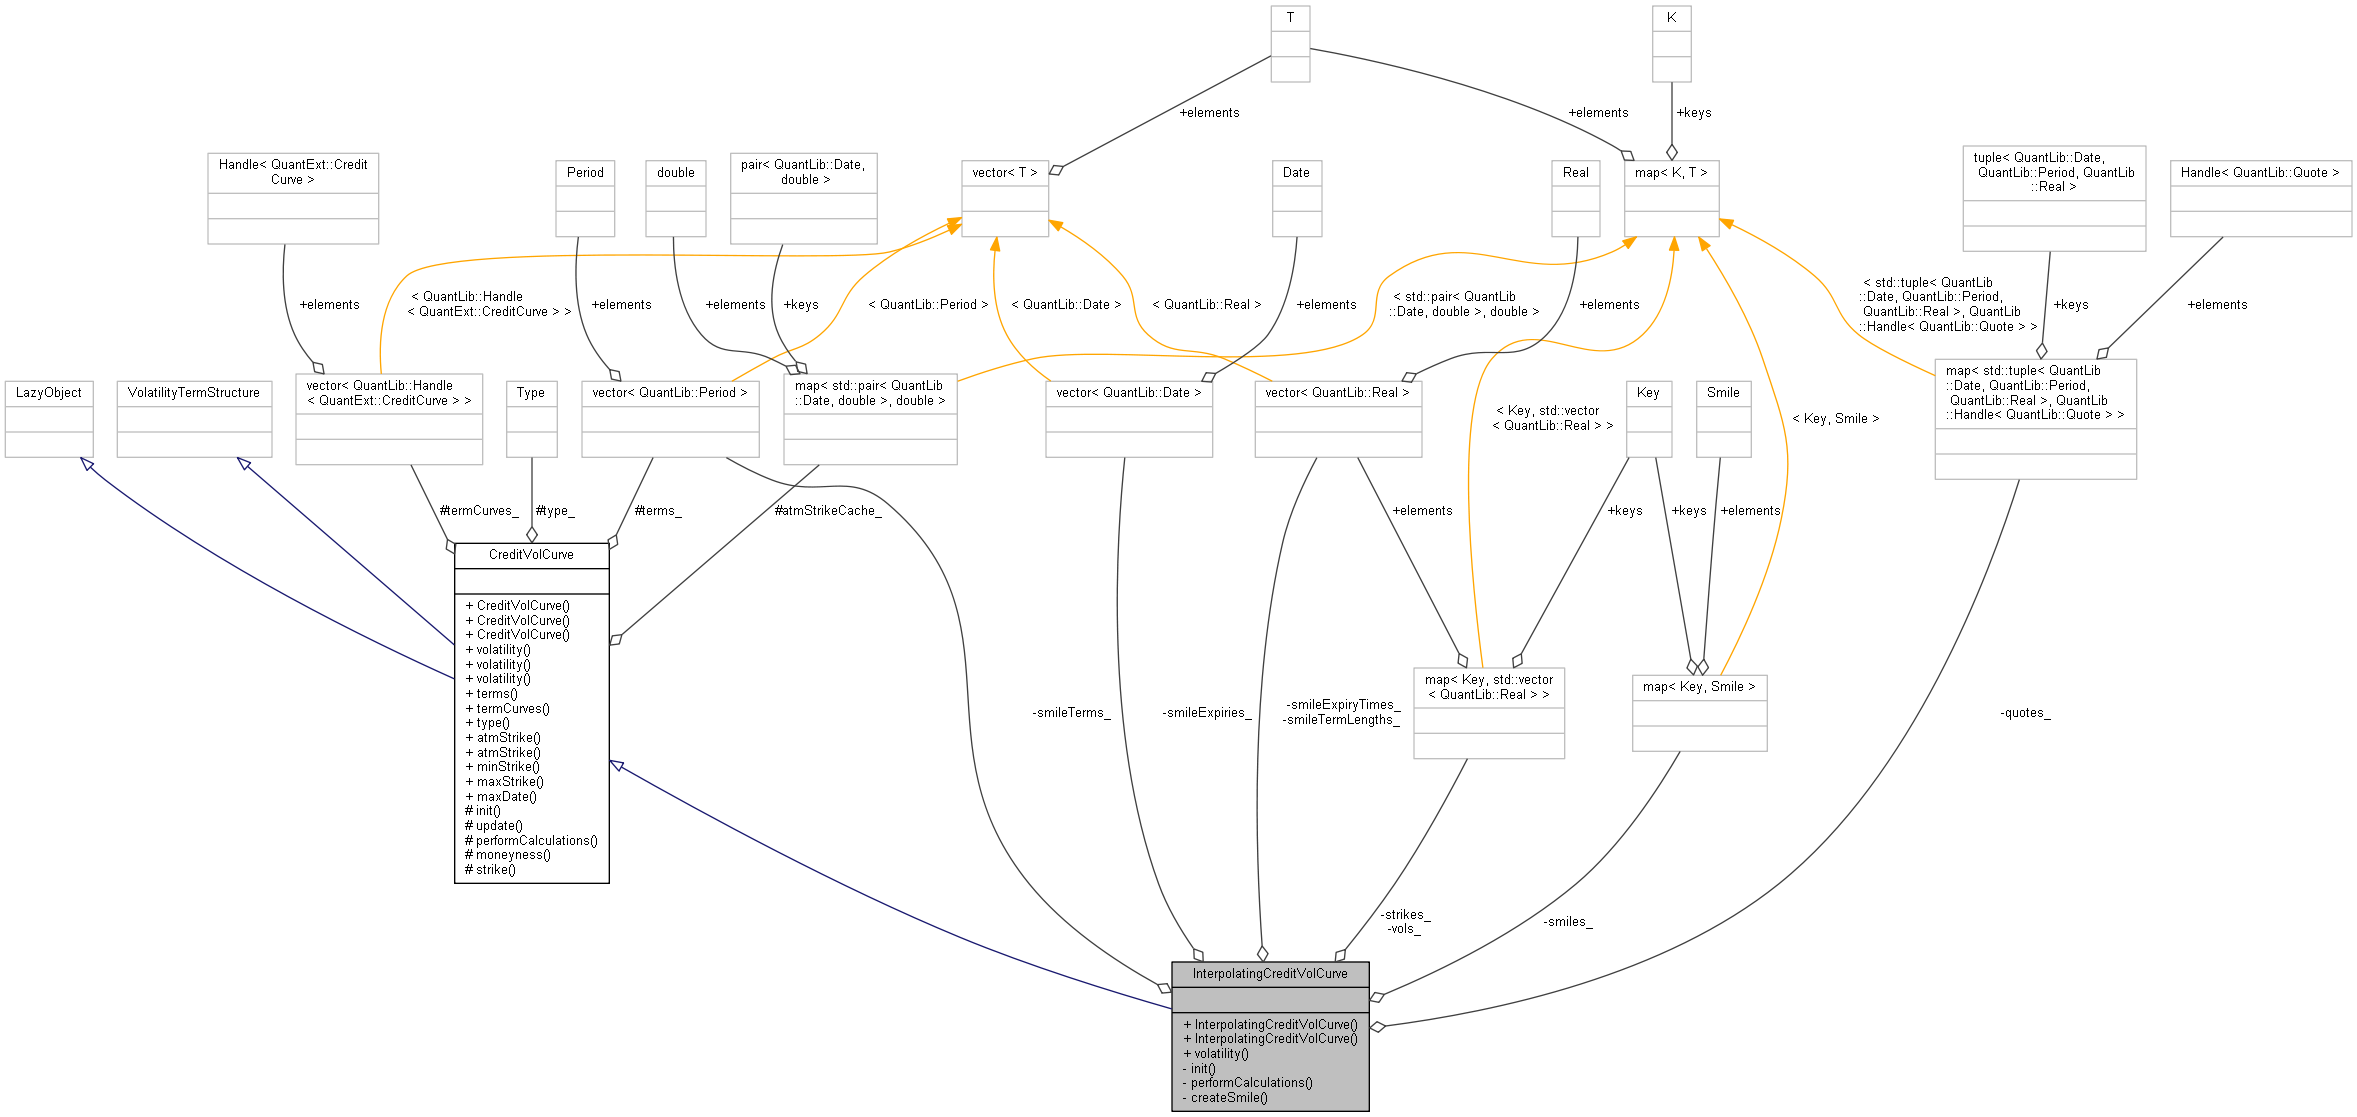 T
K
+elements
+elements
+keys
Handle< QuantExt::Credit
Curve >
Period
double
pair< QuantLib::Date,
double >
vector< T >
Date
Real
map< K, T >
tuple< QuantLib::Date,
QuantLib::Period, QuantLib
::Real >
Handle< QuantLib::Quote >
+elements
< QuantLib::Handle
< QuantExt::CreditCurve > >
+elements
+elements
+keys
< QuantLib::Period >
< QuantLib::Date >
< QuantLib::Real >
+elements
< std::pair< QuantLib
::Date, double >, double >
+elements
< std::tuple< QuantLib
::Date, QuantLib::Period,
QuantLib::Real >, QuantLib
::Handle< QuantLib::Quote > >
+keys
+elements
LazyObject
VolatilityTermStructure
vector< QuantLib::Handle
< QuantExt::CreditCurve > >
Type
vector< QuantLib::Period >
map< std::pair< QuantLib
::Date, double >, double >
vector< QuantLib::Date >
vector< QuantLib::Real >
< Key, std::vector
< QuantLib::Real > >
Key
Smile
< Key, Smile >
map< std::tuple< QuantLib
::Date, QuantLib::Period,
QuantLib::Real >, QuantLib
::Handle< QuantLib::Quote > >
#termCurves_
#type_
#terms_
#atmStrikeCache_
+elements
+keys
+keys
+elements
CreditVolCurve
+ CreditVolCurve()
+ CreditVolCurve()
+ CreditVolCurve()
+ volatility()
+ volatility()
+ volatility()
+ terms()
+ termCurves()
+ type()
+ atmStrike()
+ atmStrike()
+ minStrike()
+ maxStrike()
+ maxDate()
# init()
# update()
# performCalculations()
# moneyness()
# strike()
-smileTerms_
-smileExpiries_
-smileExpiryTimes_
-smileTermLengths_
map< Key, std::vector
< QuantLib::Real > >
map< Key, Smile >
-quotes_
-strikes_
-vols_
-smiles_
InterpolatingCreditVolCurve
+ InterpolatingCreditVolCurve()
+ InterpolatingCreditVolCurve()
+ volatility()
- init()
- performCalculations()
- createSmile()